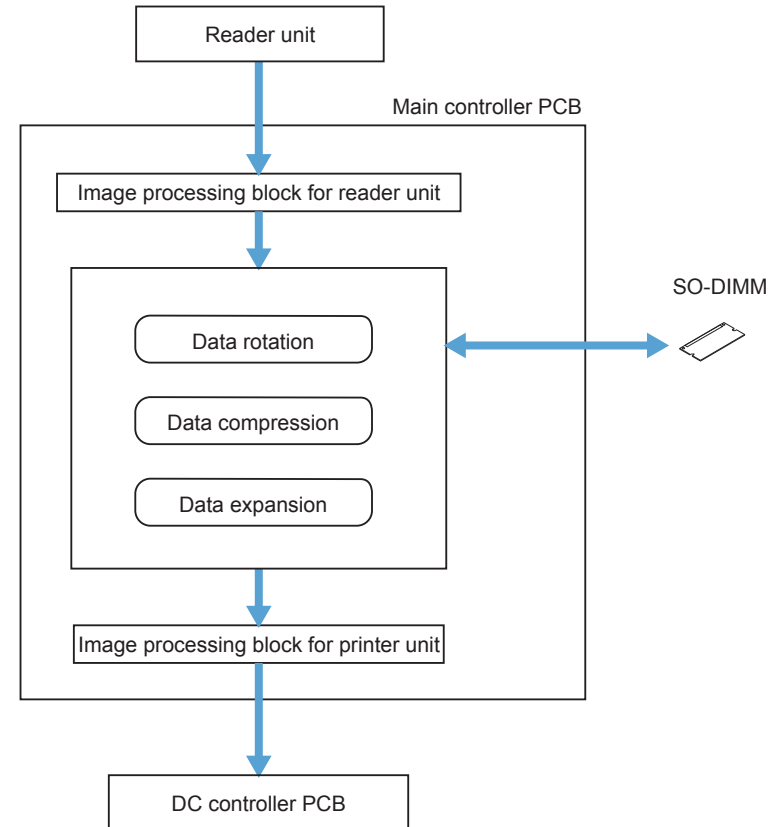 Reader unit
Main controller PCB
Image processing block for reader unit
SO-DIMM
Data rotation
Data compression
Data expansion
Image processing block for printer unit
DC controller PCB